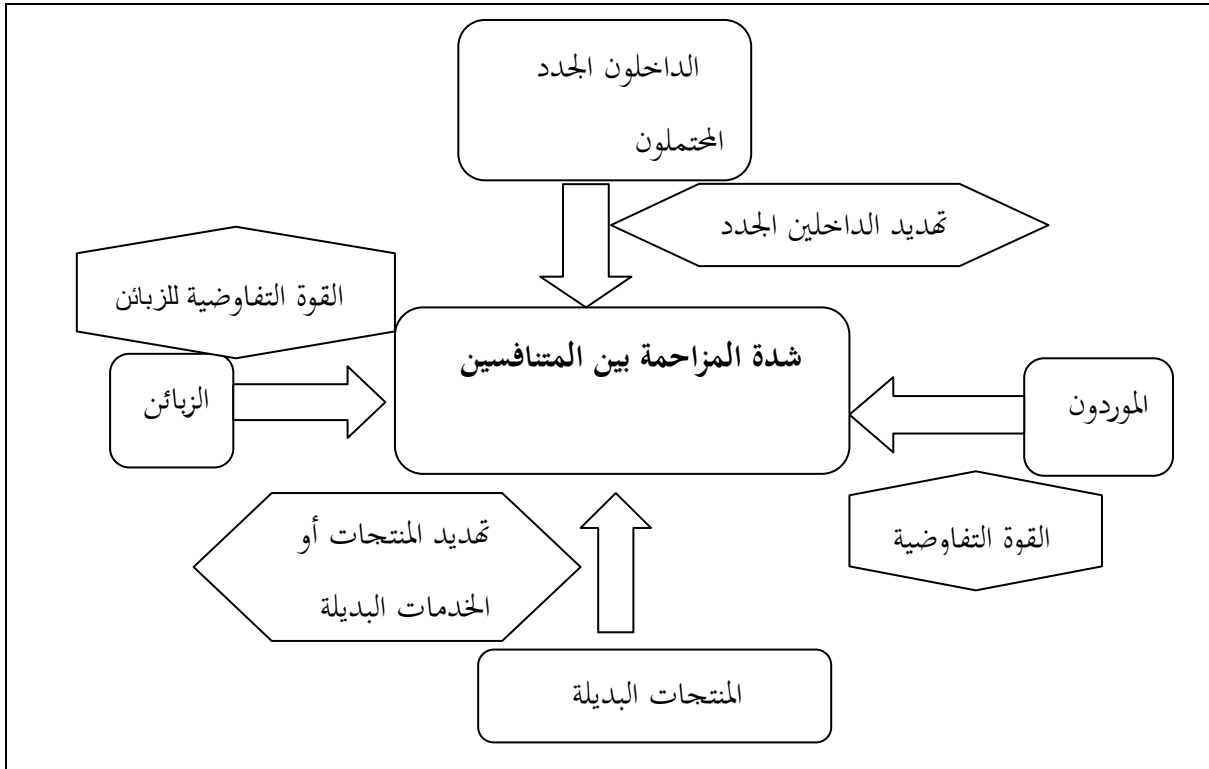 الداخلون الجدد
المحتملون
تهديد الداخلين الجدد
القوة التفاوضية للزبائن
شدة المزاحمة بين المتنافسين
الموردون
الزبائن
القوة التفاوضية
تهديد المنتجات أو
الخدمات البديلة
المنتجات البديلة